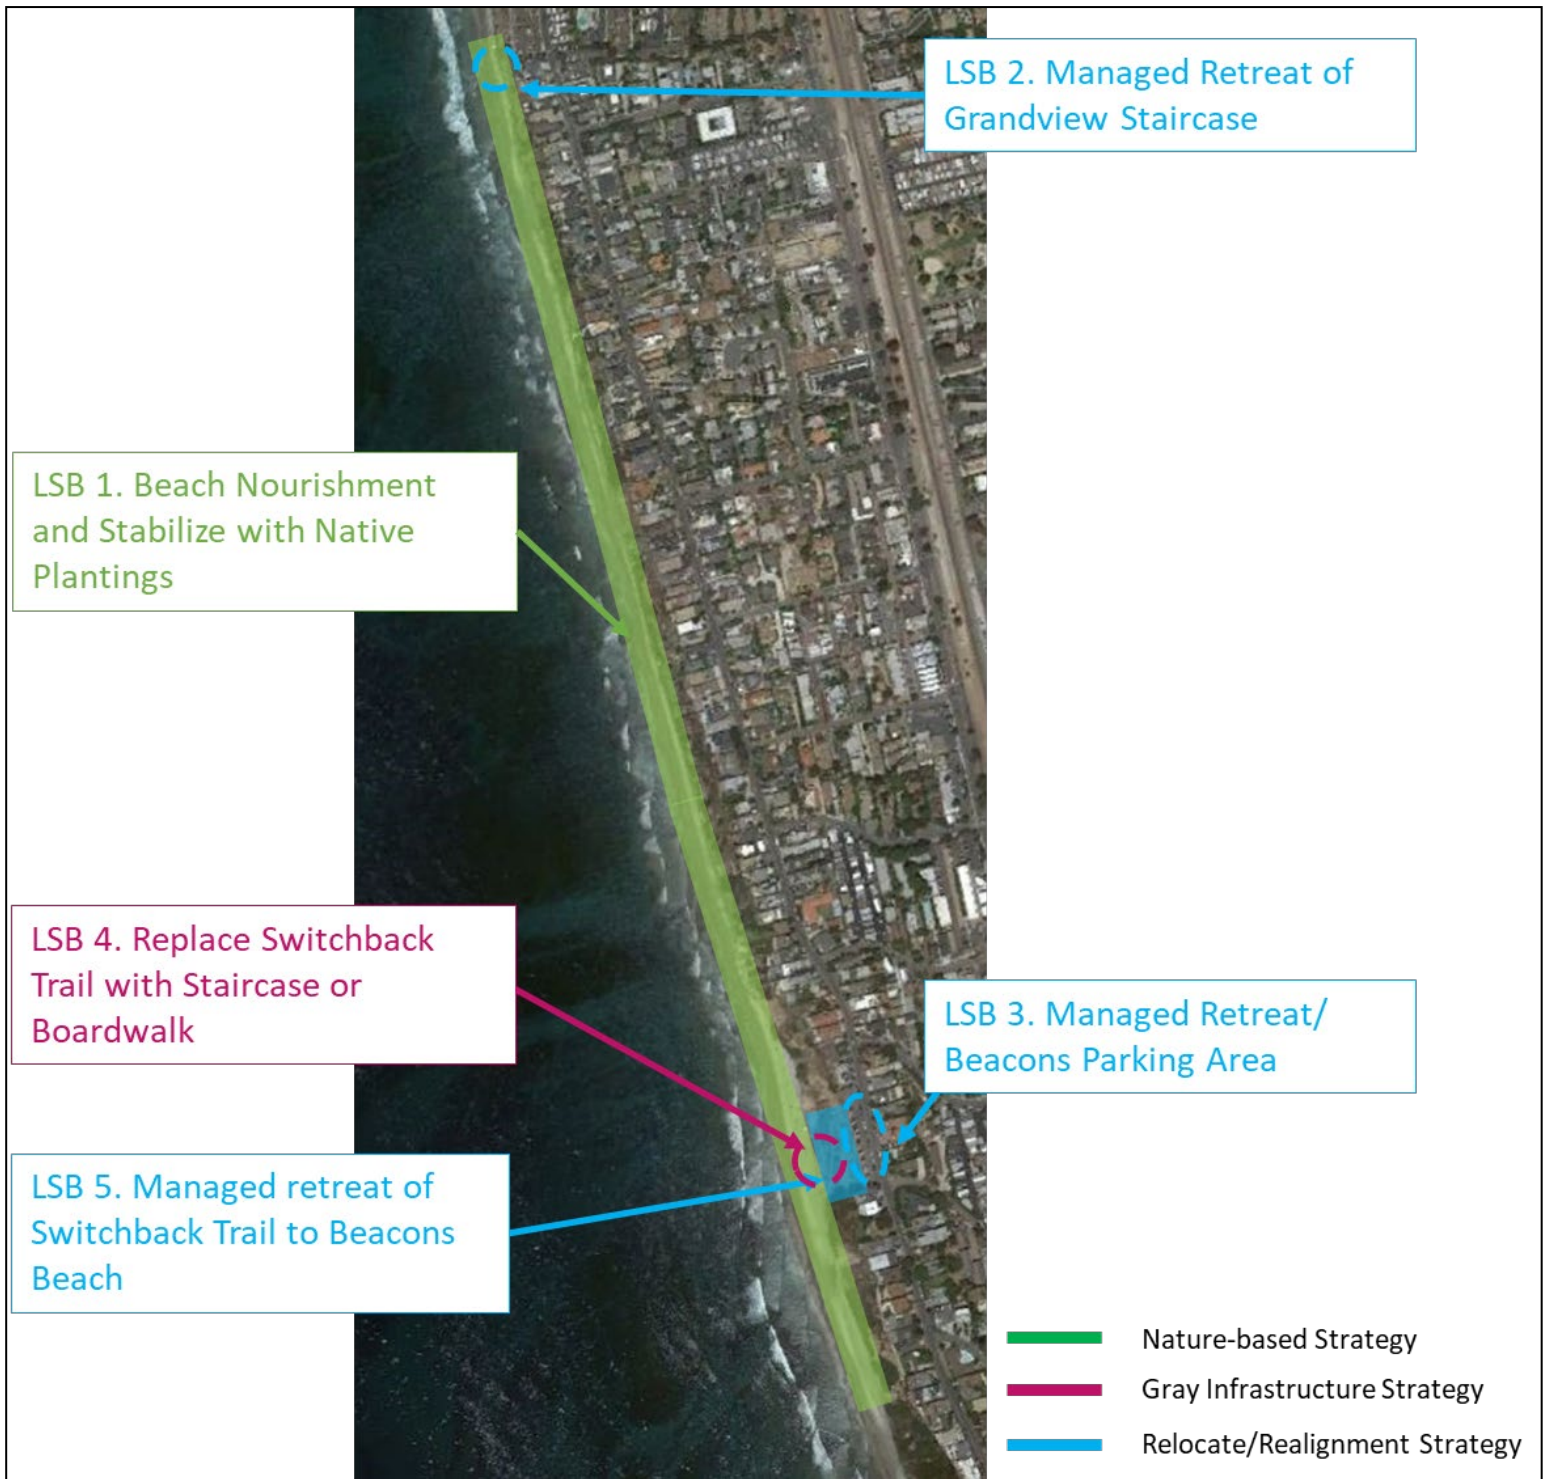 LSB 2. Managed Retreat of
Grandview Staircase
LSB 1. Beach Nourishment
and Stabilize with Native
Plantings
LSB 4. Replace Switchback
Trail with Staircase or
Boardwalk
LSB 3. Managed Retreat/
Beacons Parking Area
LSB 5. Managed retreat of
Switchback Trail to Beacons
Beach
Nature-based Strategy
Gray Infrastructure Strategy
Relocate/Realignment Strategy